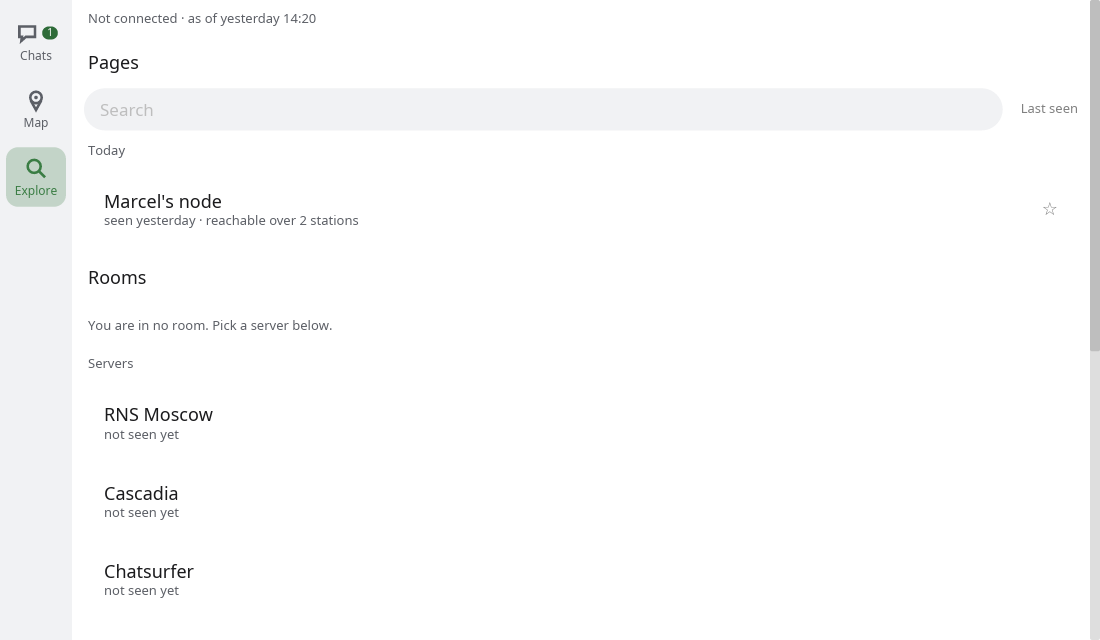 Not connected · as of yesterday 14:20
1
Chats
Map
Explore
Pages
Search
Last seen
Today
Marcel's node
seen yesterday · reachable over 2 stations
Rooms
You are in no room. Pick a server below.
Servers
RNS Moscow
not seen yet
Cascadia
not seen yet
Chatsurfer
not seen yet